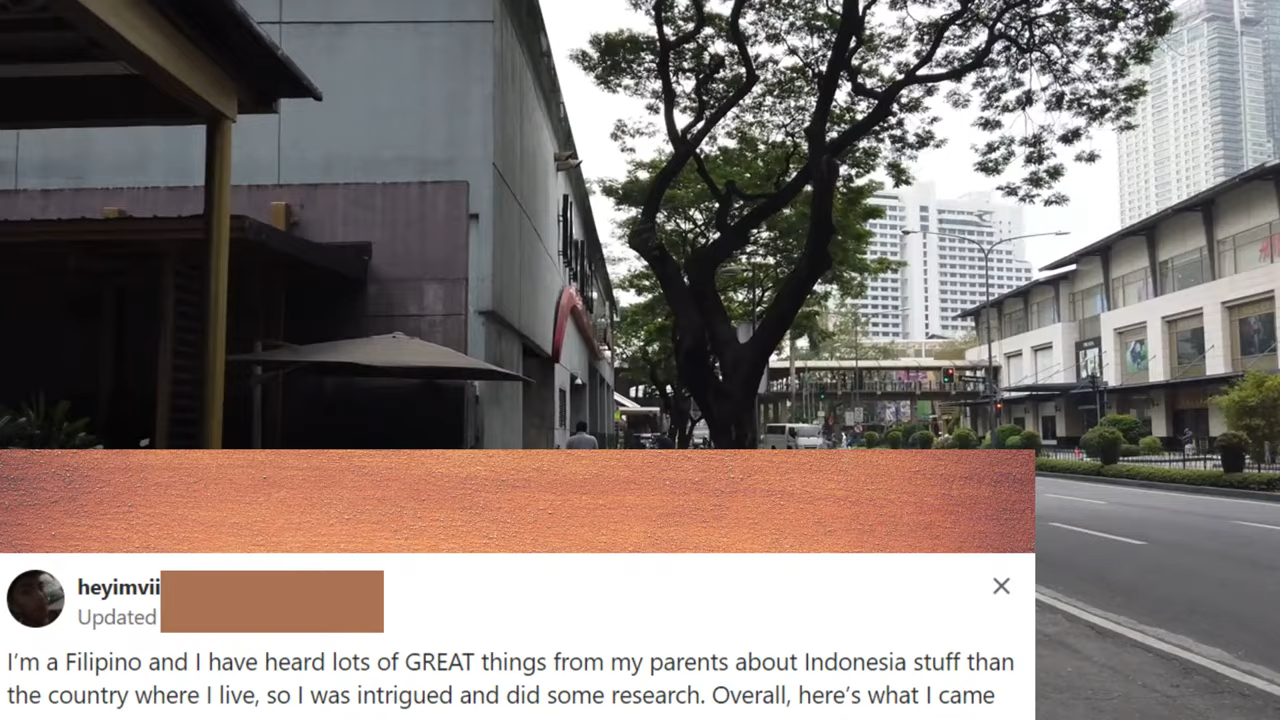 heyimvii
Updated
I’m a Filipino and I have heard lots of GREAT things from my parents about Indonesia stuff than
the country where I live, so I was intrigued and did some research. Overall, here’s what I came